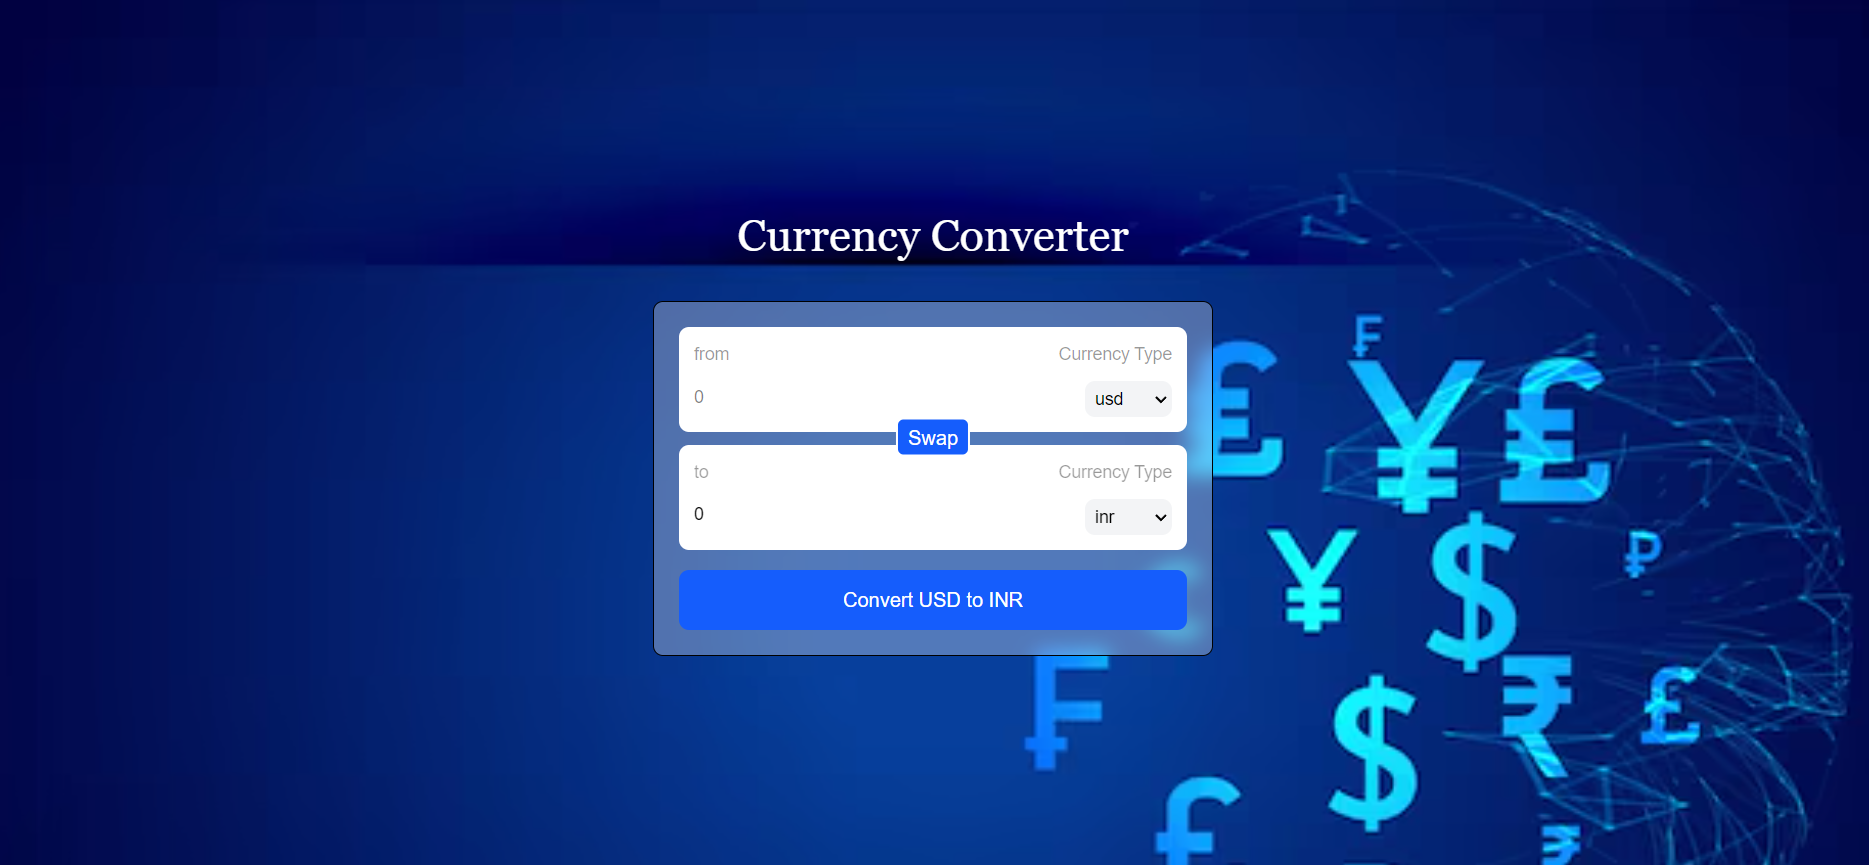 Currency Converter
from Currency Type
0 usd
Swap
to Currency Type
0 inr
Convert USD to INR